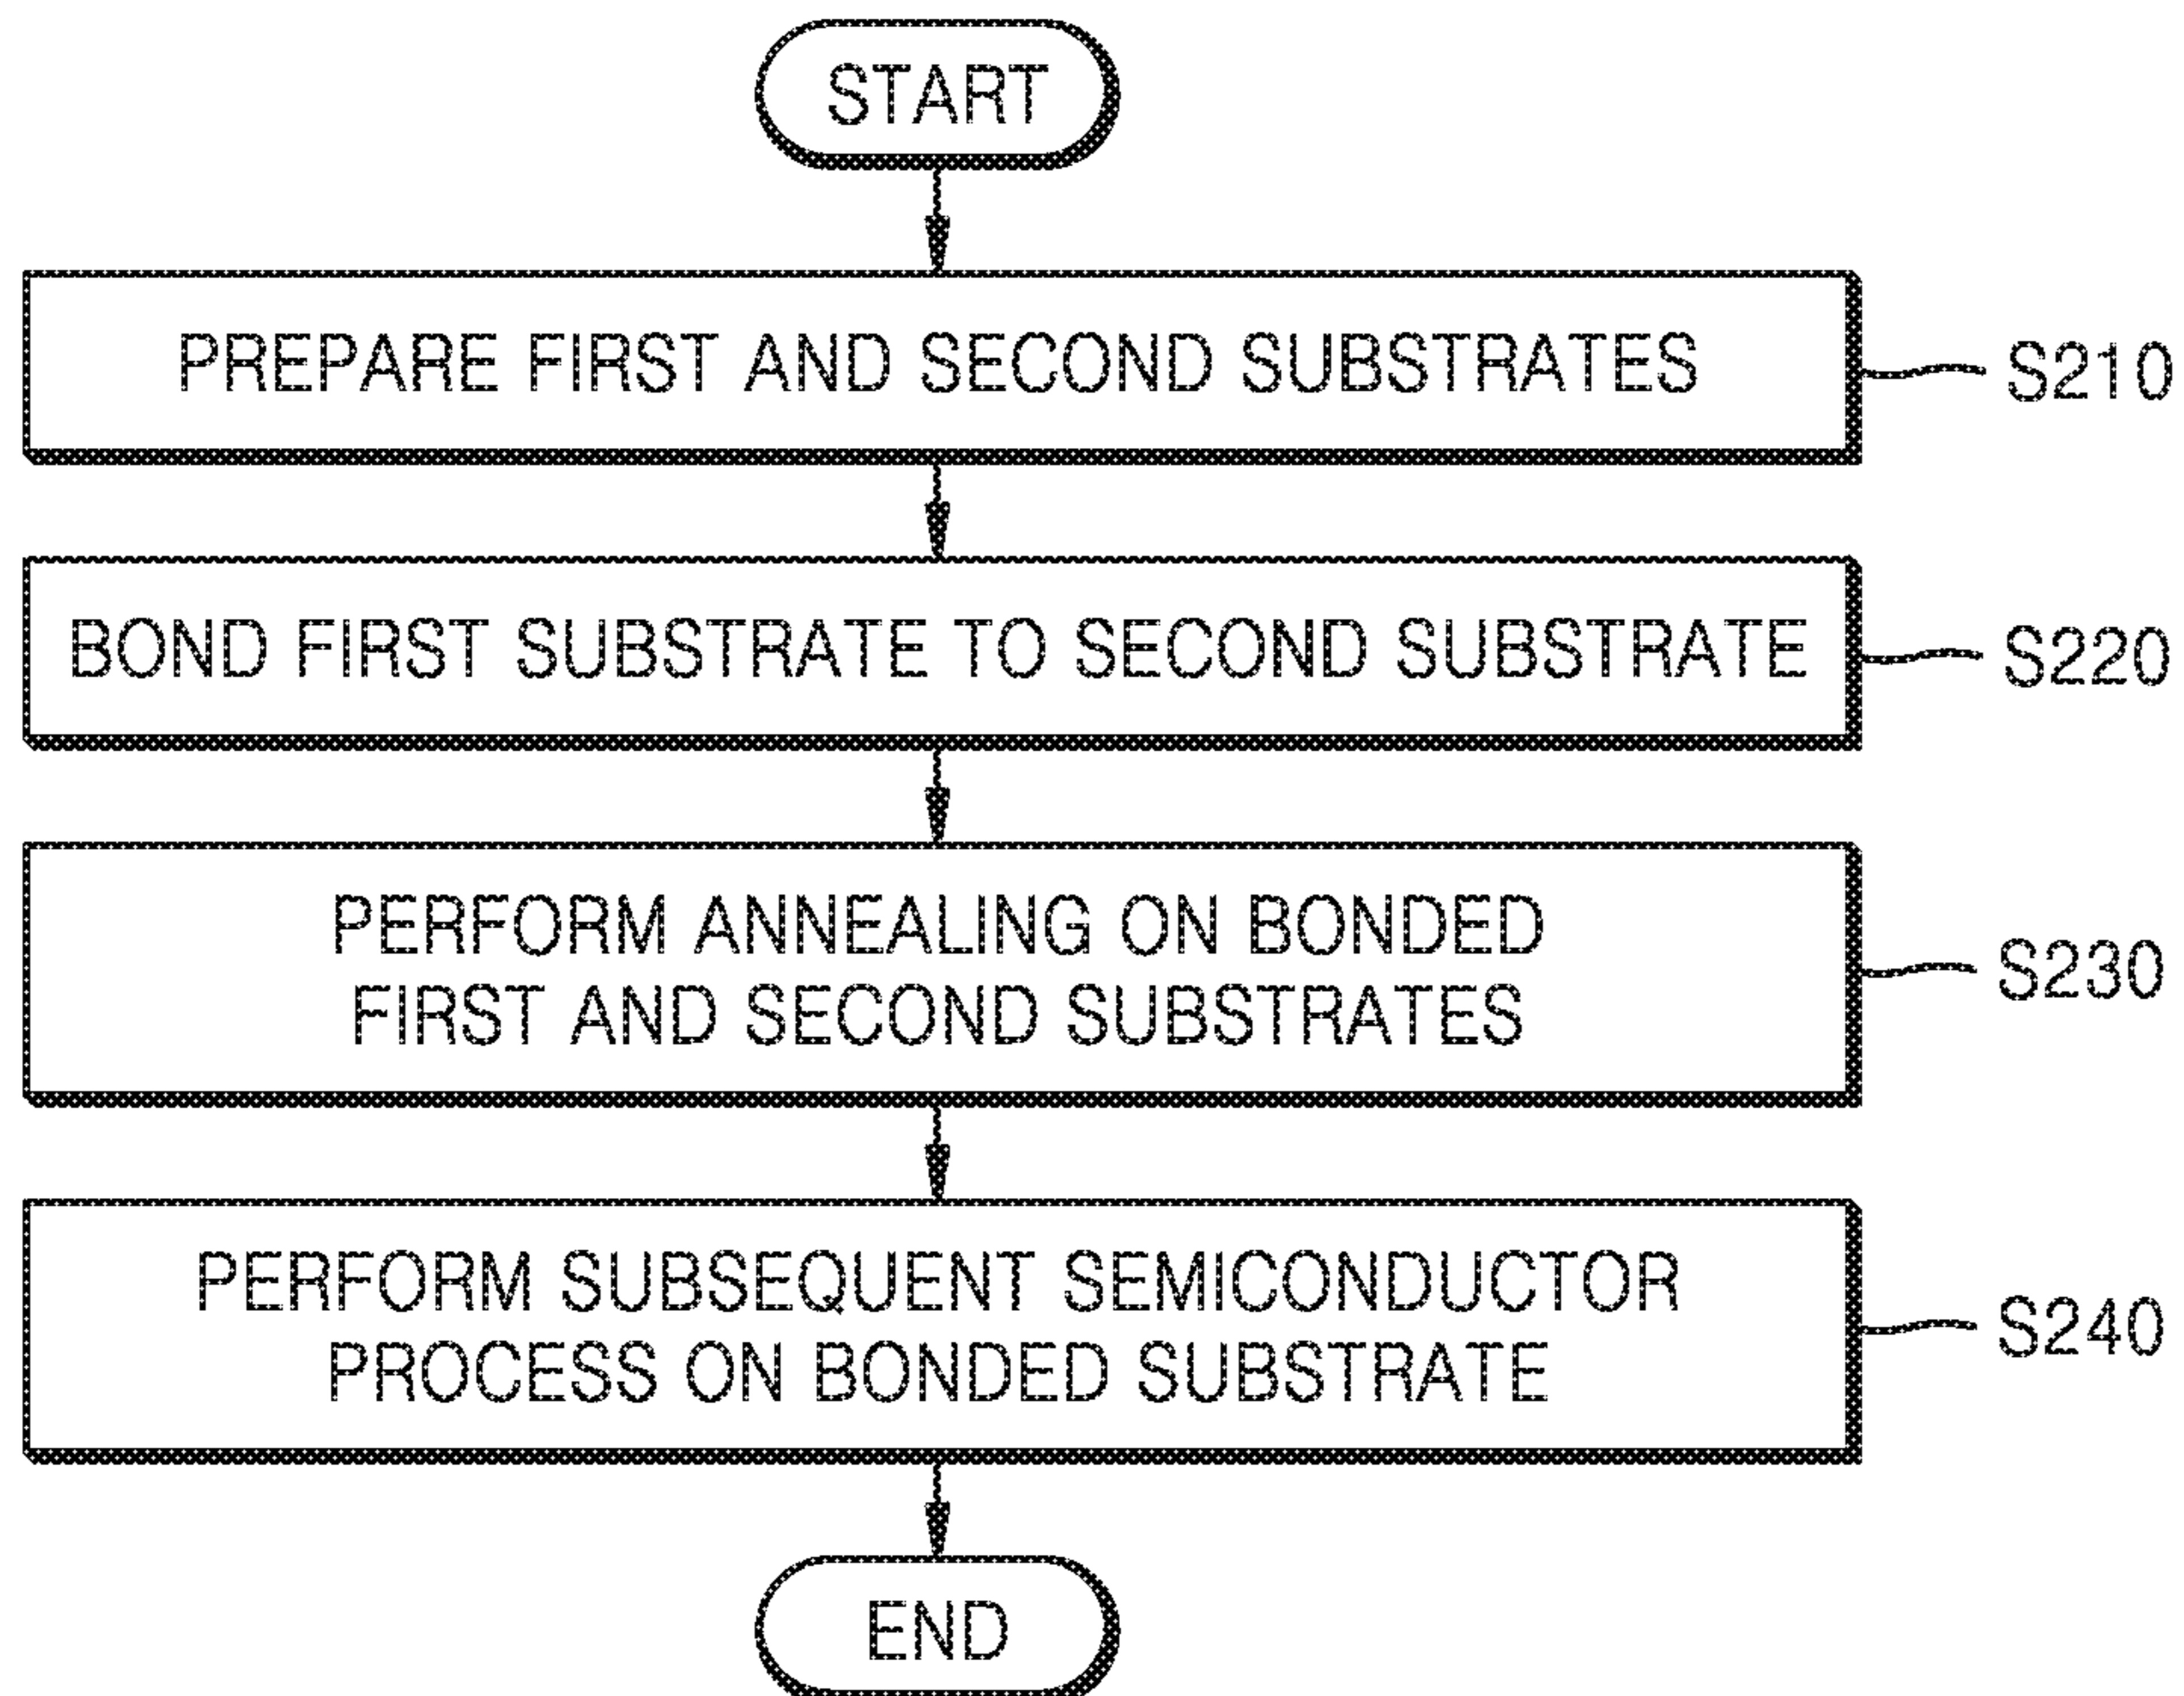 START
PREPARE FIRST AND SECOND SUBSTRATES
S210
BOND FIRST SUBSTRATE TO SECOND SUBSTRATE
S220
PERFORM ANNEALING ON BONDED
FIRST AND SECOND SUBSTRATES
S230
PERFORM SUBSEQUENT SEMICONDUCTOR
PROCESS ON BONDED SUBSTRATE
S240
END